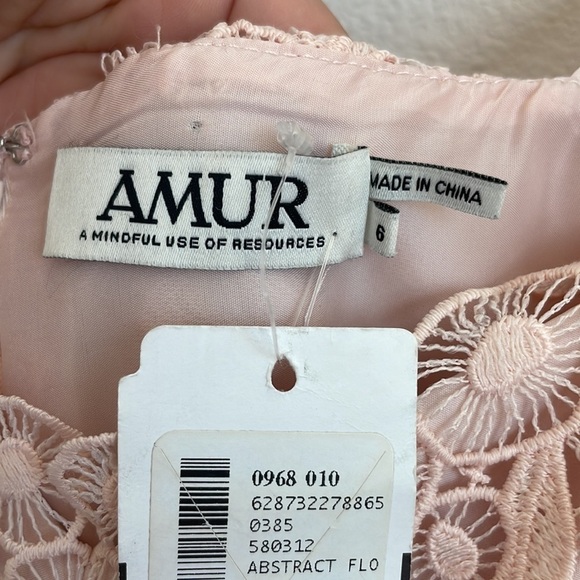 AMUR
A MINDFUL USE OF RESOURCES
MADE IN CHINA
6
0968 010
628732278865
0385
580312
ABSTRACT FLO